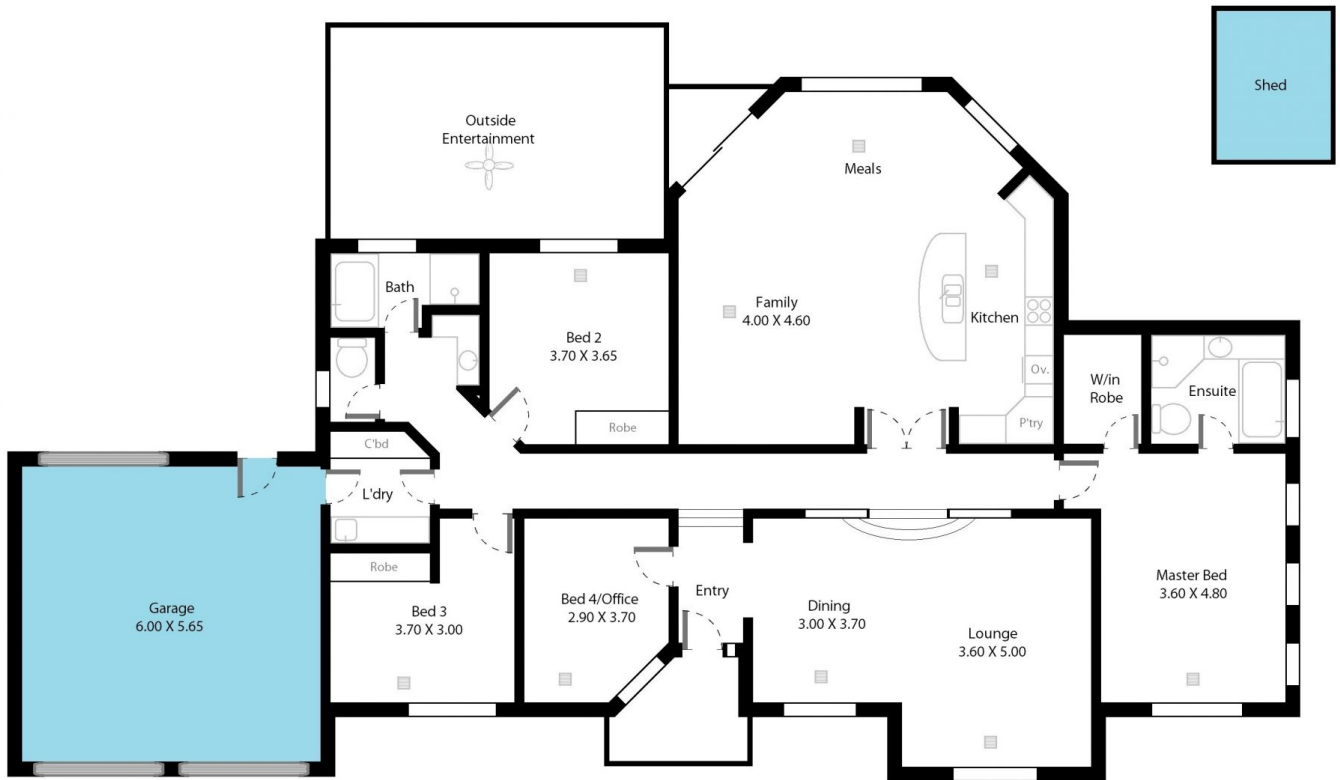 Shed
Outside
Entertainment
Meals
Bath
Family
4.00 X 4.60
Kitchen
Bed 2
3.70 X 3.65
Ov.
W/in
Robe
Ensuite
P'try
Robe
C'bd
L'dry
Robe
Garage
6.00 X 5.65
Bed 3
3.70 X 3.00
Bed 4/Office
2.90 X 3.70
Entry
Dining
3.00 X 3.70
Lounge
3.60 X 5.00
Master Bed
3.60 X 4.80